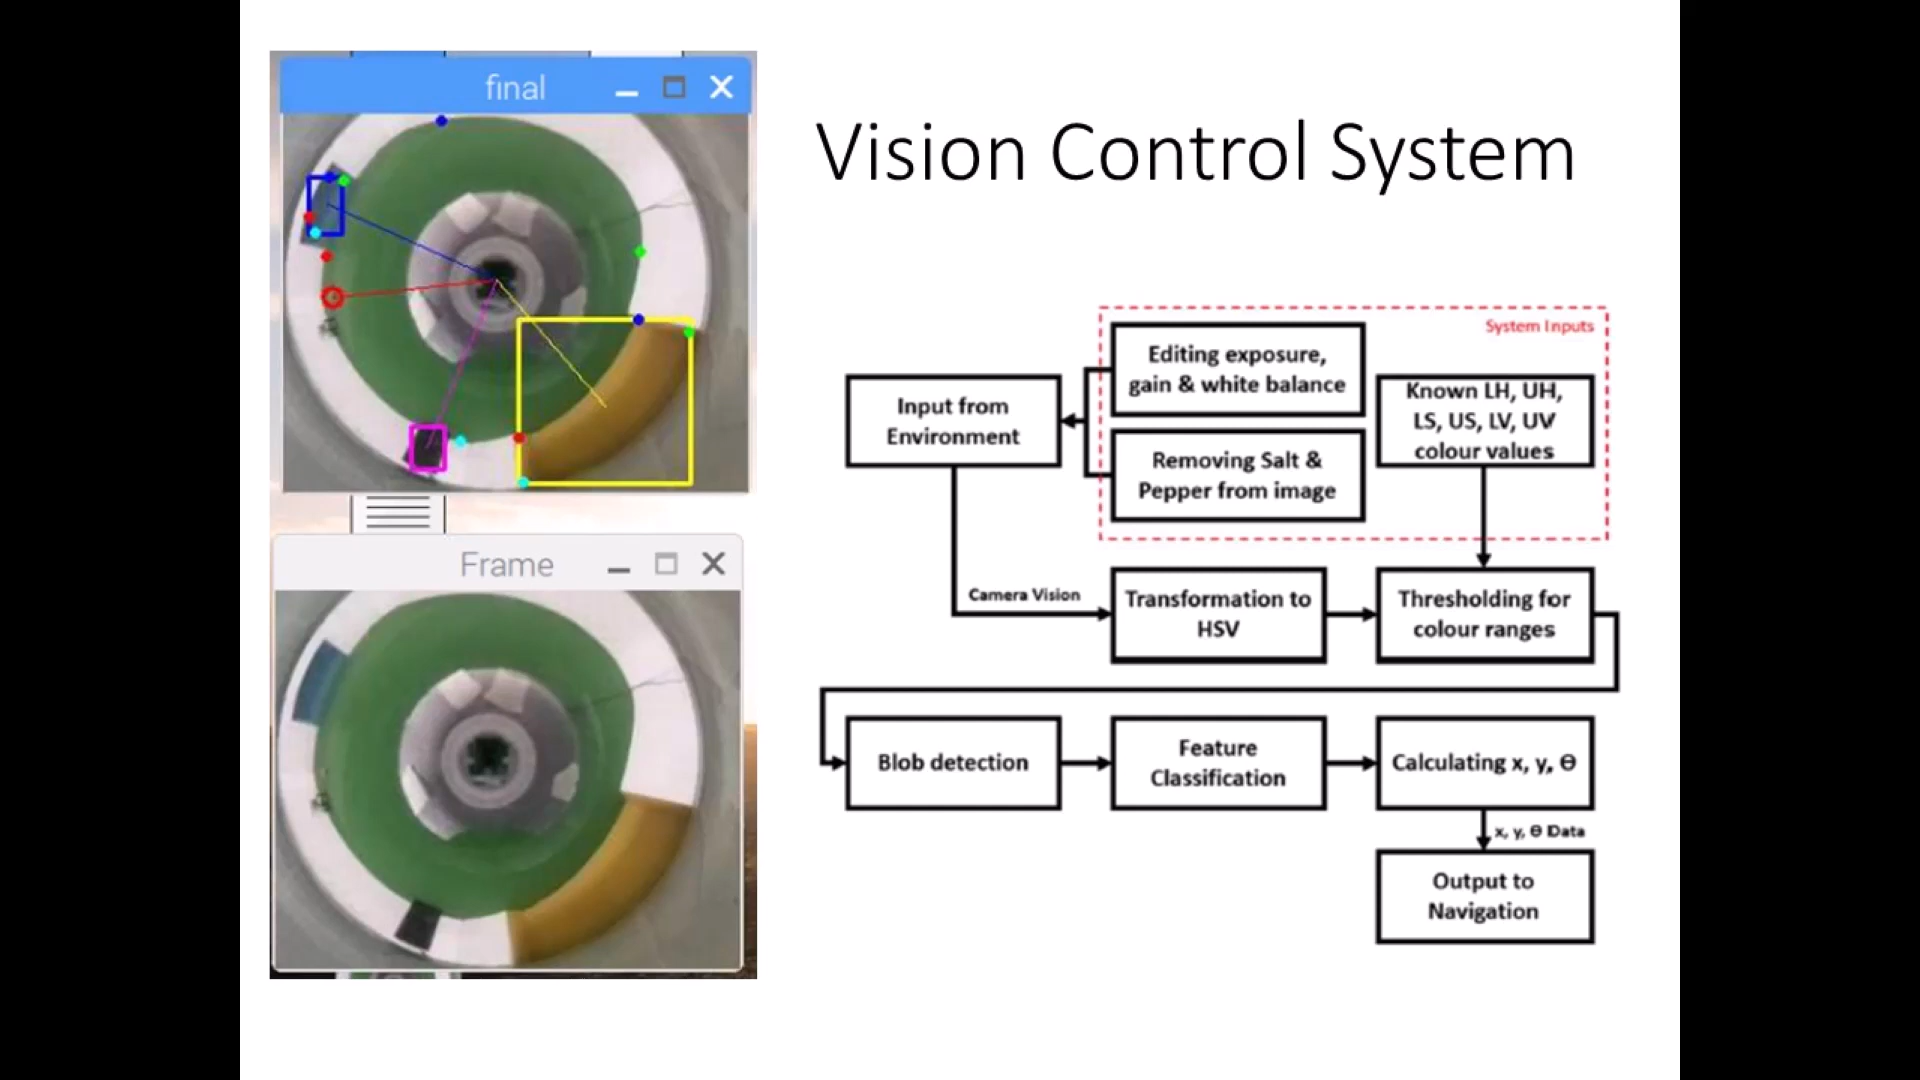 final
Vision Control System
System Inputs
Editing exposure,
gain & white balance
Known LH, UH,
LS, US, LV, UV
colour values
Input from
Environment
Removing Salt &
Pepper from image
Frame
Camera Vision
Transformation to
HSV
Thresholding for
colour ranges
Blob detection
Feature
Classification
Calculating x, y, Θ
x, y, Θ Data
Output to
Navigation